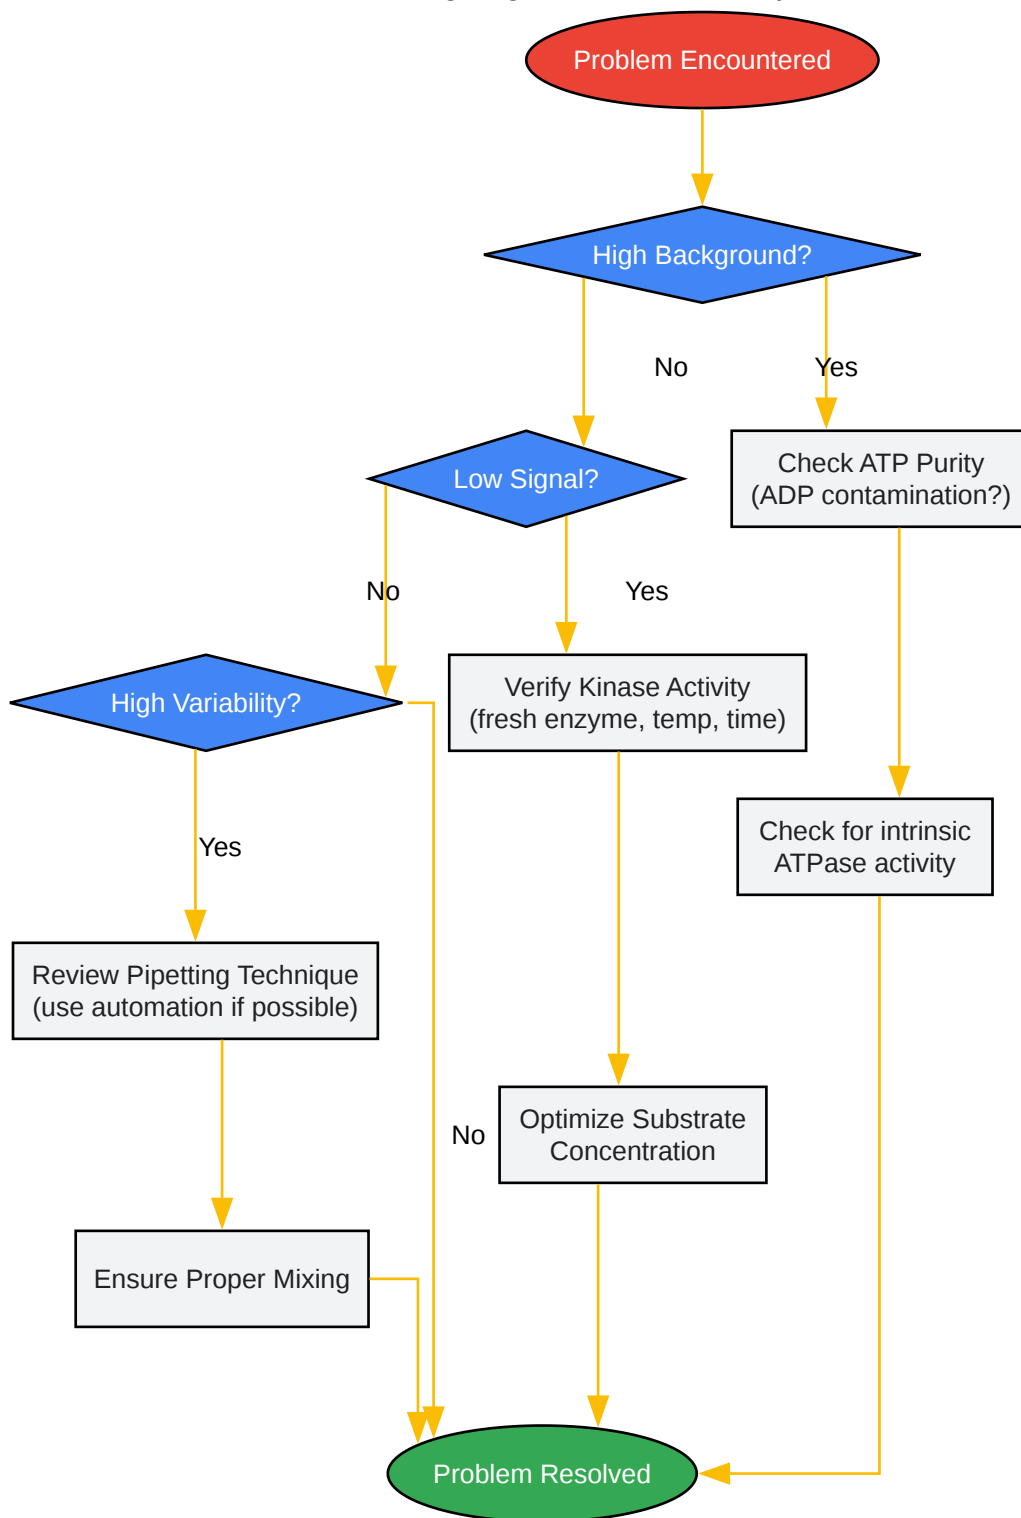 Problem Encountered
High Background?
No
Yes
Low Signal?
Check ATP Purity
(ADP contamination?)
No
Yes
High Variability?
Verify Kinase Activity
(fresh enzyme, temp, time)
Check for intrinsic
ATPase activity
Yes
Review Pipetting Technique
(use automation if possible)
No
Optimize Substrate
Concentration
Ensure Proper Mixing
Problem Resolved